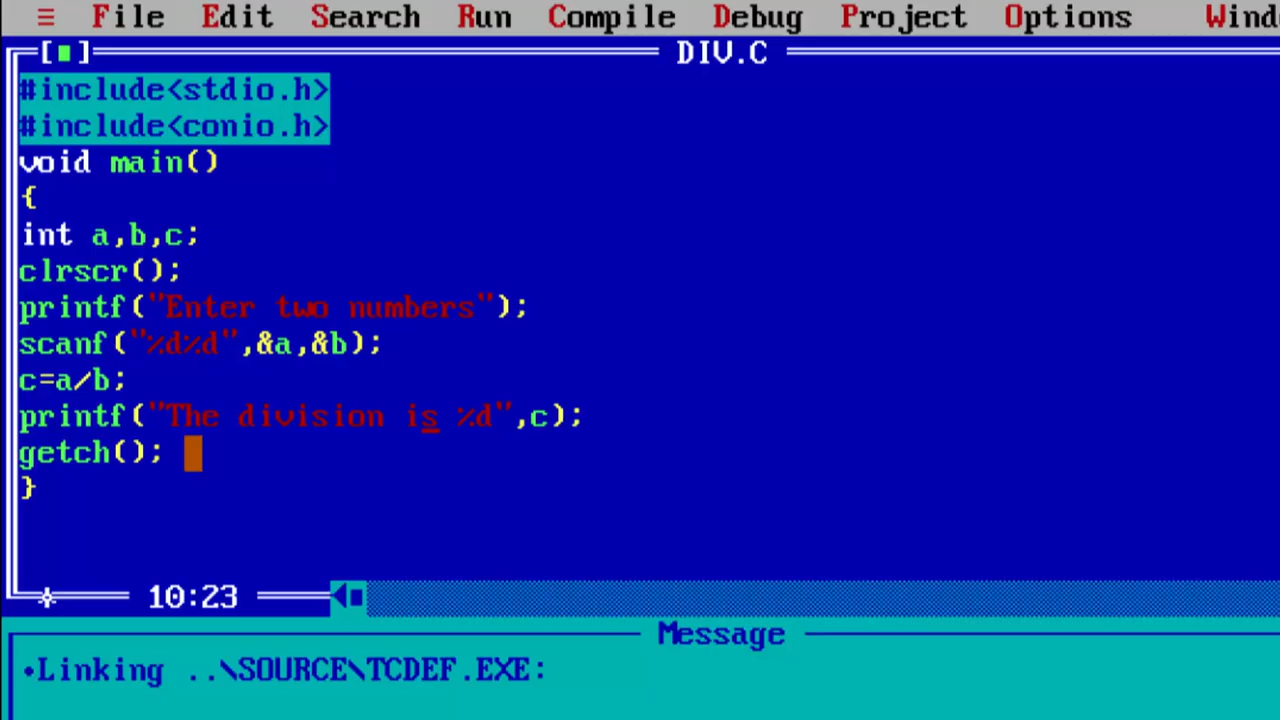 ≡ File Edit Search Run Compile Debug Project Options Wind
[■] DIV.C
#include<stdio.h>
#include<conio.h>
void main()
{
int a,b,c;
clrscr();
printf("Enter two numbers");
scanf("%d%d",&a,&b);
c=a/b;
printf("The division is %d",c);
getch();
}
10:23
Message
•Linking ..\SOURCE\TCDEF.EXE: